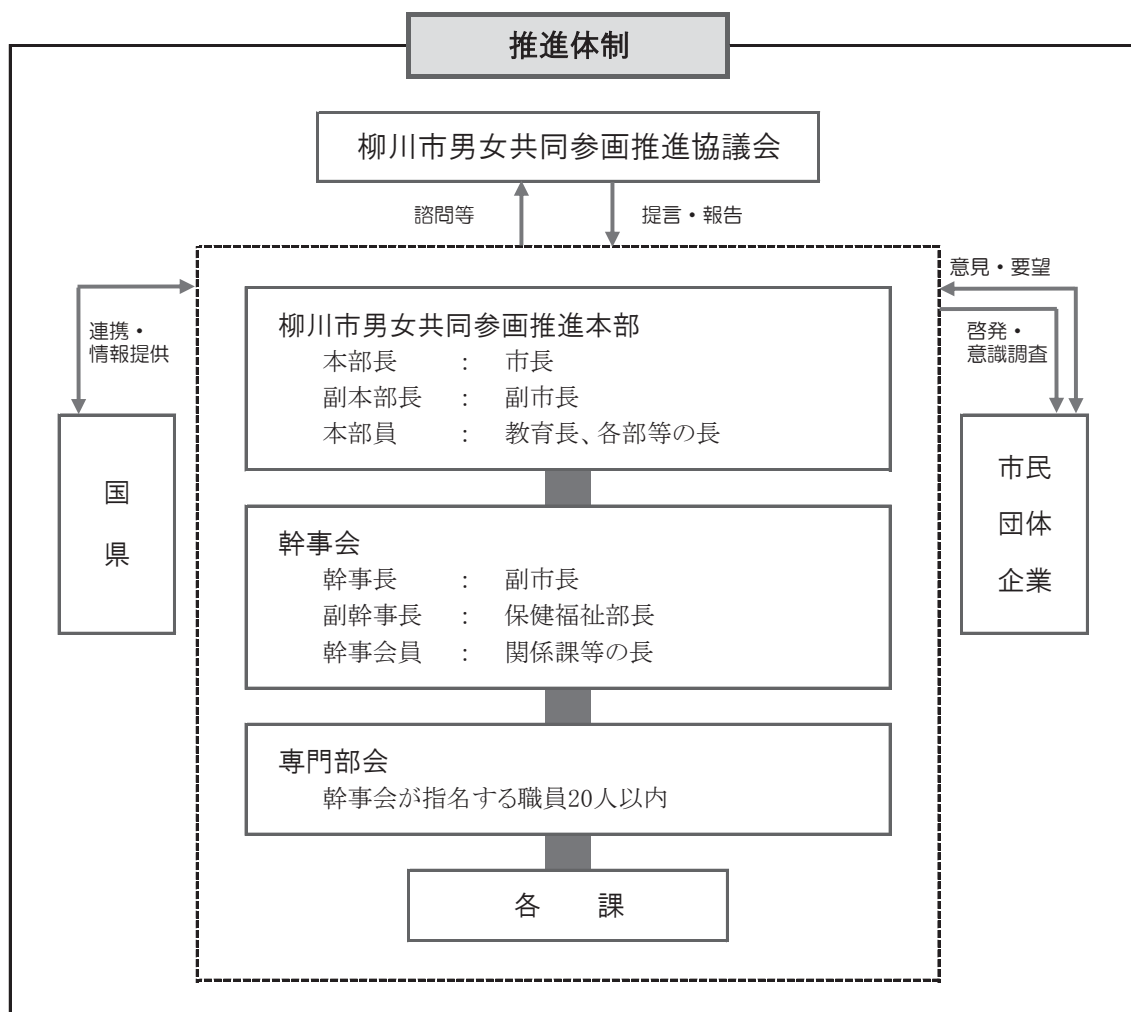 推進体制
柳川市男女共同参画推進協議会
諮問等
提言・報告
意見・要望
連携・
情報提供
啓発・
意識調査
柳川市男女共同参画推進本部
本部長 : 市長
副本部長 : 副市長
本部員 : 教育長、各部等の長
国
県
市民
団体
企業
幹事会
幹事長 : 副市長
副幹事長 : 保健福祉部長
幹事会員 : 関係課等の長
専門部会
幹事会が指名する職員20人以内
各 課